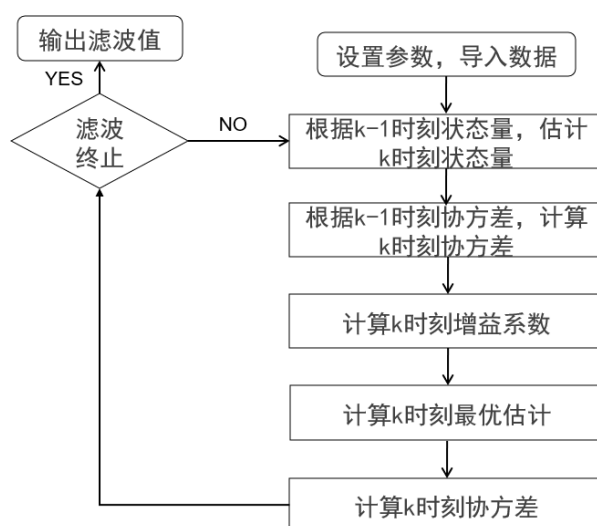 输出滤波值
设置参数，导入数据
YES
滤波
终止
NO
根据k-1时刻状态量，估计
k时刻状态量
根据k-1时刻协方差，计算
k时刻协方差
计算k时刻增益系数
计算k时刻最优估计
计算k时刻协方差